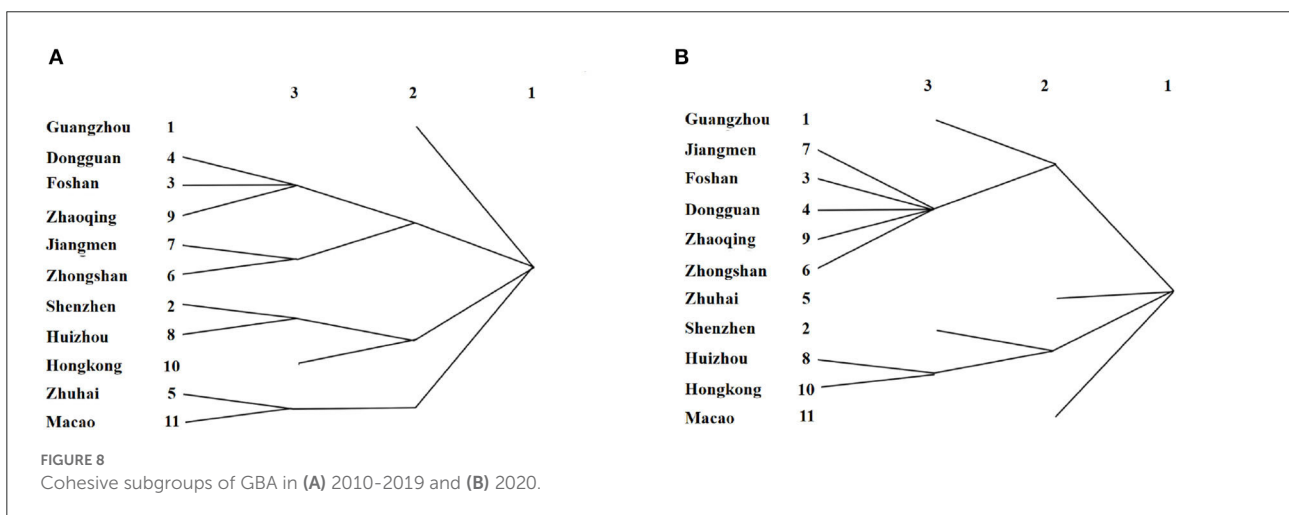 A
3 2 1
Guangzhou 1
Dongguan 4
Foshan 3
Zhaoqing 9
Jiangmen 7
Zhongshan 6
Shenzhen 2
Huizhou 8
Hongkong 10
Zhuhai 5
Macao 11
B
3 2 1
Guangzhou 1
Jiangmen 7
Foshan 3
Dongguan 4
Zhaoqing 9
Zhongshan 6
Zhuhai 5
Shenzhen 2
Huizhou 8
Hongkong 10
Macao 11
FIGURE 8
Cohesive subgroups of GBA in (A) 2010-2019 and (B) 2020.